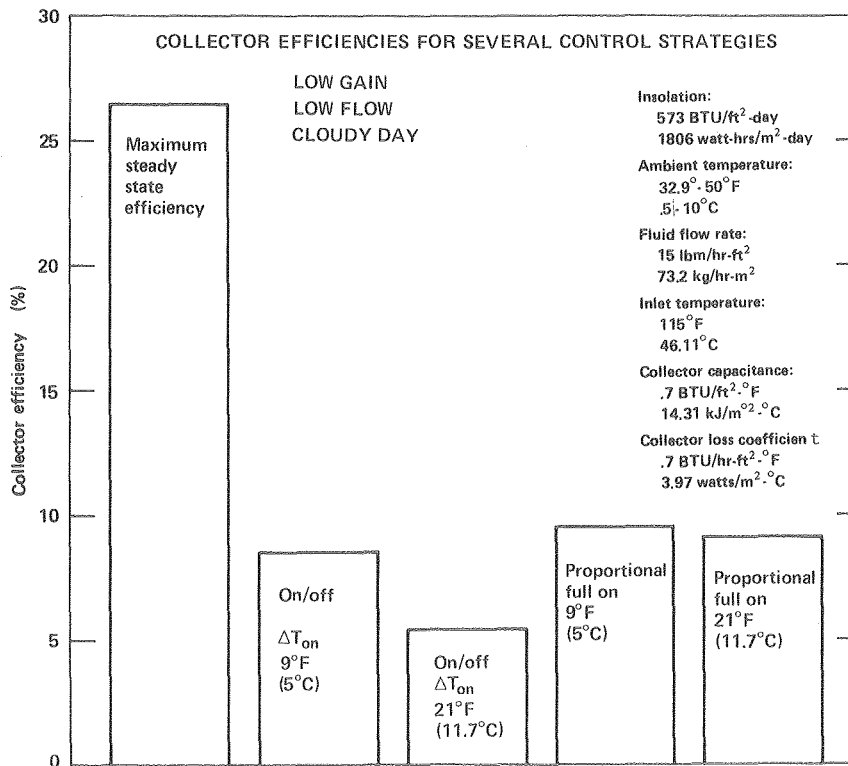 COLLECTOR EFFICIENCIES FOR SEVERAL CONTROL STRATEGIES
LOW GAIN
LOW FLOW
CLOUDY DAY
Insolation:
573 BTU/ft²-day
1806 watt-hrs/m²-day
Ambient temperature:
32.9°-50°F
.5-10°C
Fluid flow rate:
15 lbm/hr-ft²
73.2 kg/hr-m²
Inlet temperature:
115°F
46.11°C
Collector capacitance:
.7 BTU/ft²-°F
14.31 kJ/m°²-°C
Collector loss coefficient
.7 BTU/hr-ft²-°F
3.97 watts/m²-°C
Collector efficiency (%)
30
25
20
15
10
5
0
Maximum
steady
state
efficiency
On/off
ΔTon
9°F
(5°C)
On/off
ΔTon
21°F
(11.7°C)
Proportional
full on
9°F
(5°C)
Proportional
full on
21°F
(11.7°C)